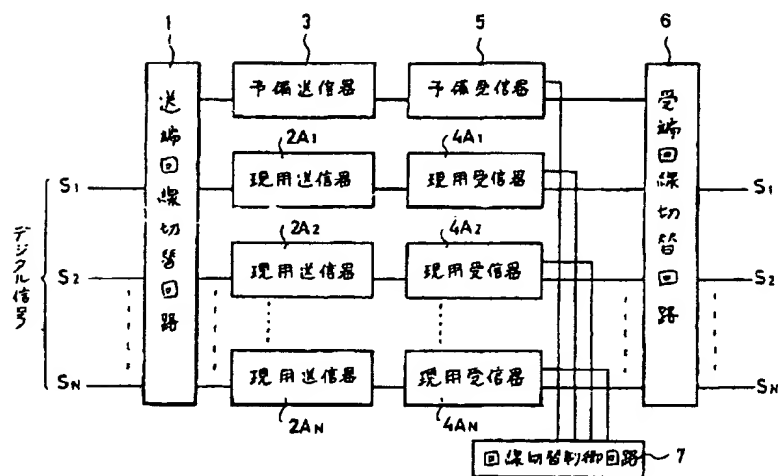 1
3
5
6
予備送信器
予備受信器
送端回線切替回路
受端回線切替回路
2A1
4A1
現用送信器
現用受信器
S1
S1
2A2
4A2
現用送信器
現用受信器
S2
S2
デジタル信号
現用送信器
現用受信器
SN
SN
2AN
4AN
回線切替制御回路
7